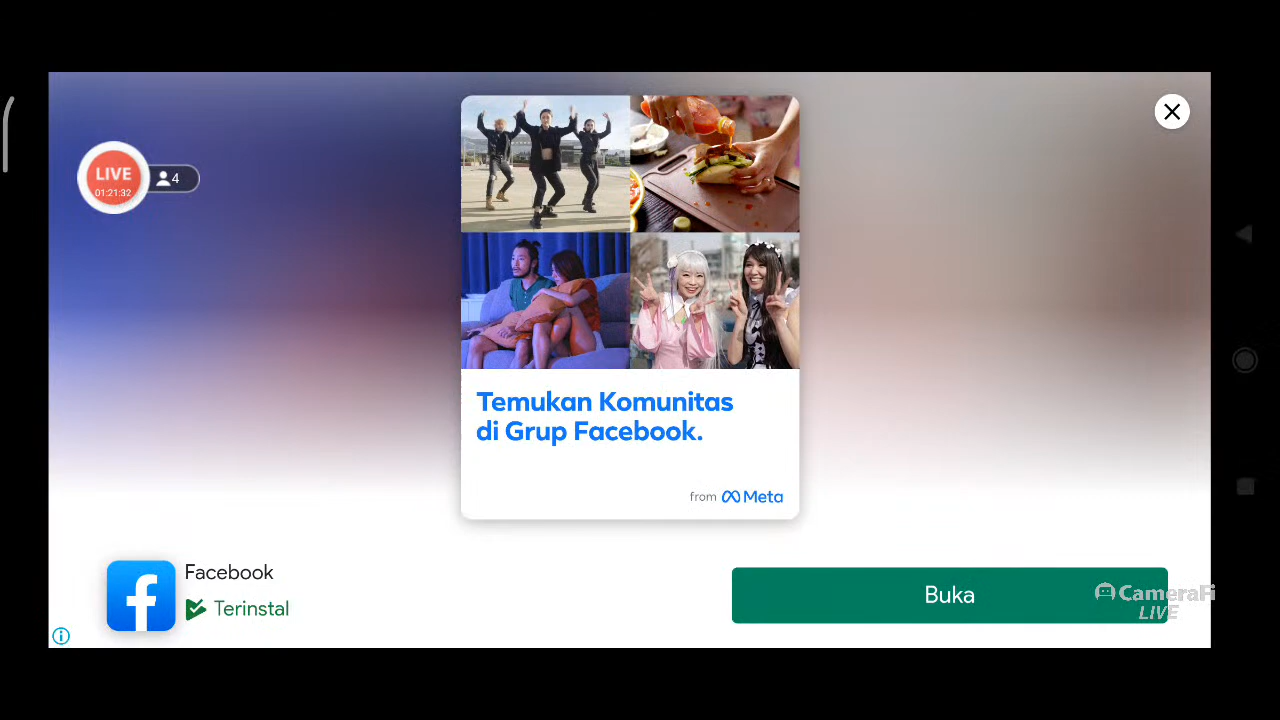 LIVE
01:21:32
4
Temukan Komunitas
di Grup Facebook.
from Meta
Facebook
Terinstal
Buka
CameraFi
LIVE